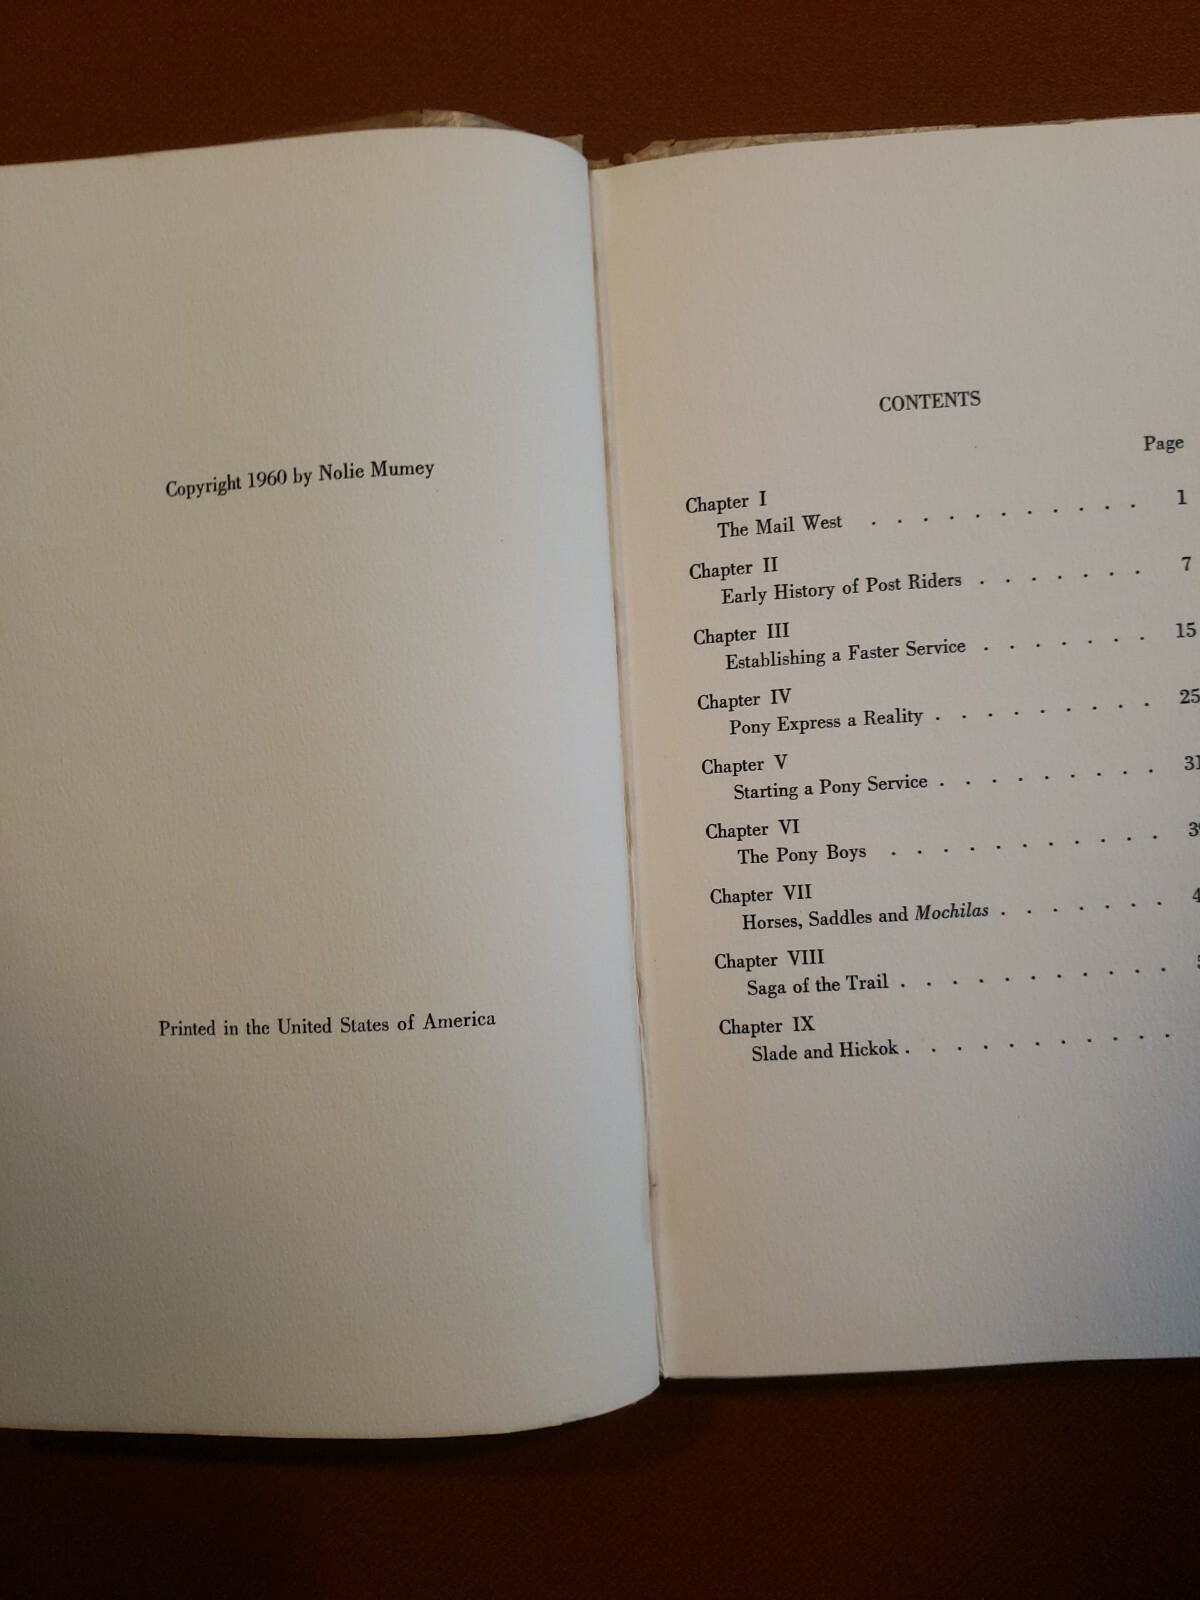 Copyright 1960 by Nolie Mumey
Printed in the United States of America
CONTENTS
Page
Chapter I
The Mail West . . . . . . . . . . . 1
Chapter II
Early History of Post Riders . . . . . . . 7
Chapter III
Establishing a Faster Service . . . . . . . 15
Chapter IV
Pony Express a Reality . . . . . . . . . 25
Chapter V
Starting a Pony Service . . . . . . . . . 31
Chapter VI
The Pony Boys . . . . . . . . . . .
Chapter VII
Horses, Saddles and Mochilas . . . . . . .
Chapter VIII
Saga of the Trail . . . . . . . . . . .
Chapter IX
Slade and Hickok . . . . . . . . . . .